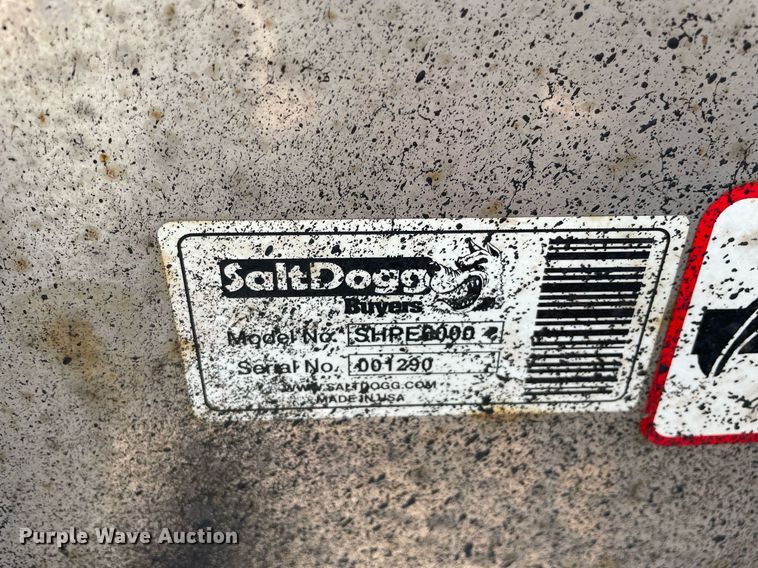 SaltDogg
Buyers
Model No. SHPE6000
Serial No. 001290
WWW.SALTDOGG.COM
MADE IN USA
Purple Wave Auction®